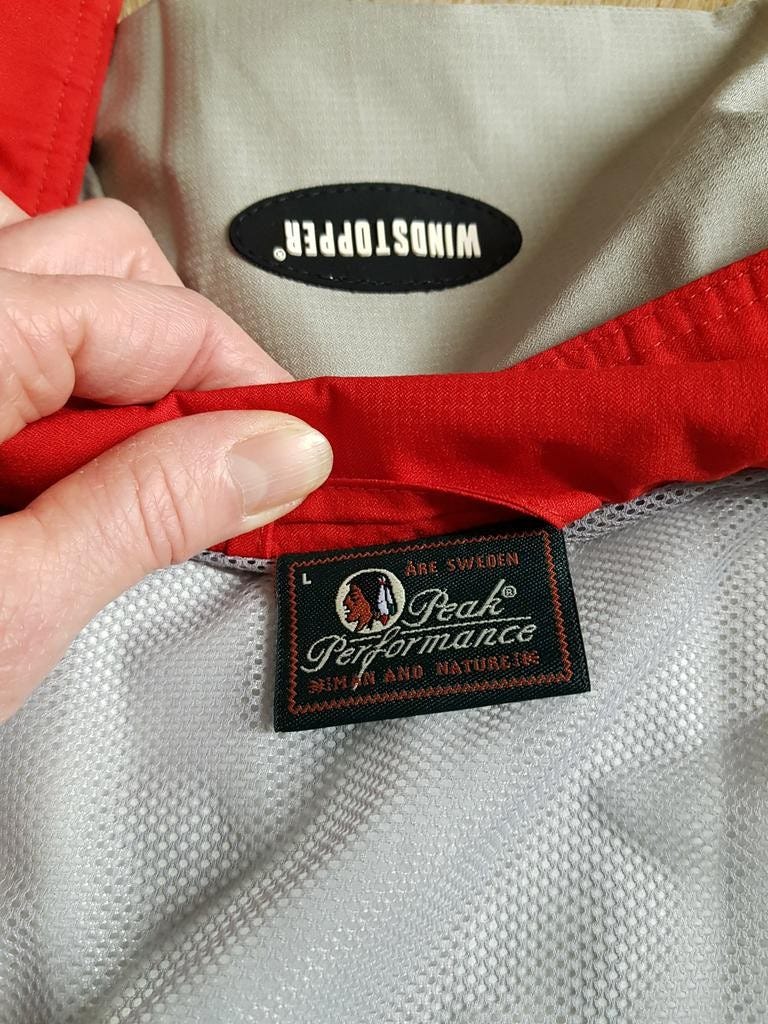 WINDSTOPPER®
L
ÅRE SWEDEN
Peak®
Performance
MAN AND NATURE